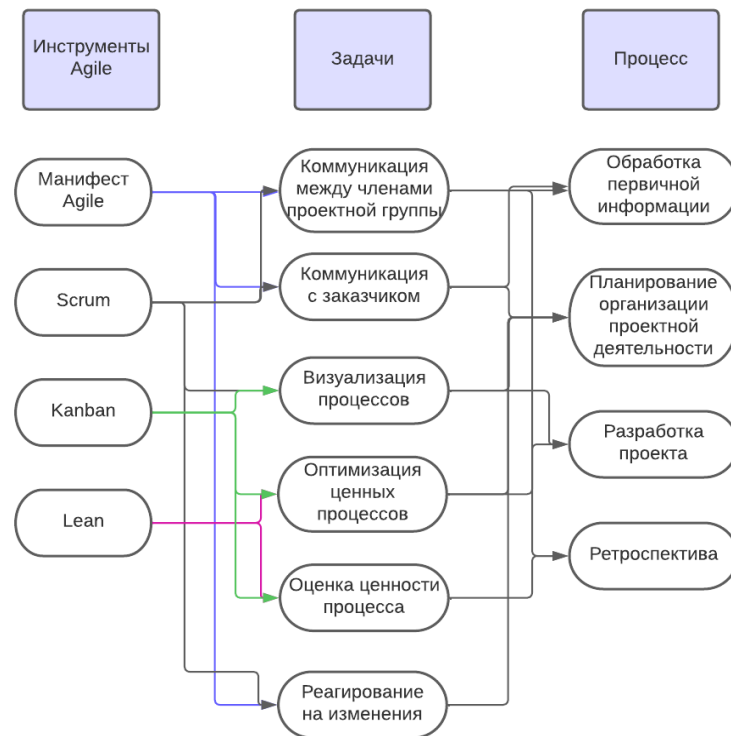 Инструменты
Agile
Задачи
Процесс
Манифест
Agile
Scrum
Kanban
Lean
Коммуникация
между членами
проектной группы
Коммуникация
с заказчиком
Визуализация
процессов
Оптимизация
ценных
процессов
Оценка ценности
процесса
Реагирование
на изменения
Обработка
первичной
информации
Планирование
организации
проектной
деятельности
Разработка
проекта
Ретроспектива